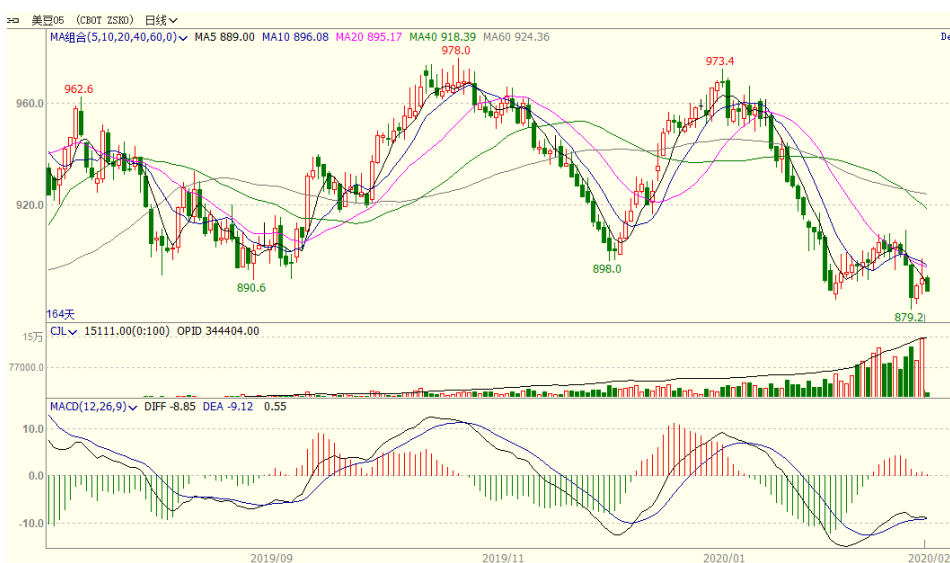 美豆05 (CBOT ZSK0) 日线
MA组合(5,10,20,40,60,0) MA5 889.00 MA10 896.08 MA20 895.17 MA40 918.39 MA60 924.36
978.0
973.4
962.6
960.0
920.0
898.0
890.6
879.2
164天
CJL 15111.00(0:100) OPID 344404.00
15万
77000.0
MACD(12,26,9) DIFF -8.85 DEA -9.12 0.55
10.0
0.0
-10.0
2019/09 2019/11 2020/01 2020/02